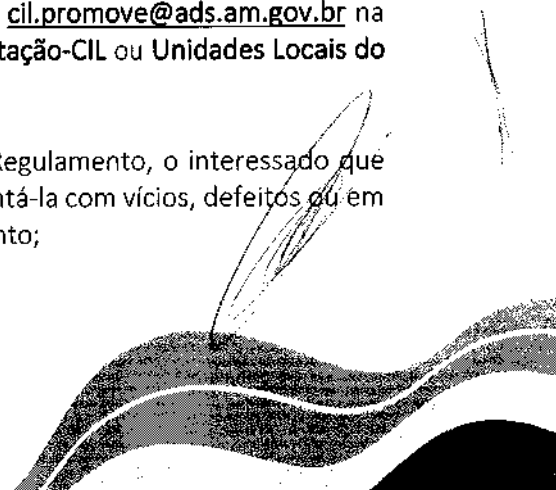 cil.promove@ads.am.gov.br na
tação-CIL ou Unidades Locais do
Regulamento, o interessado que
ntá-la com vícios, defeitos ou em
nto;